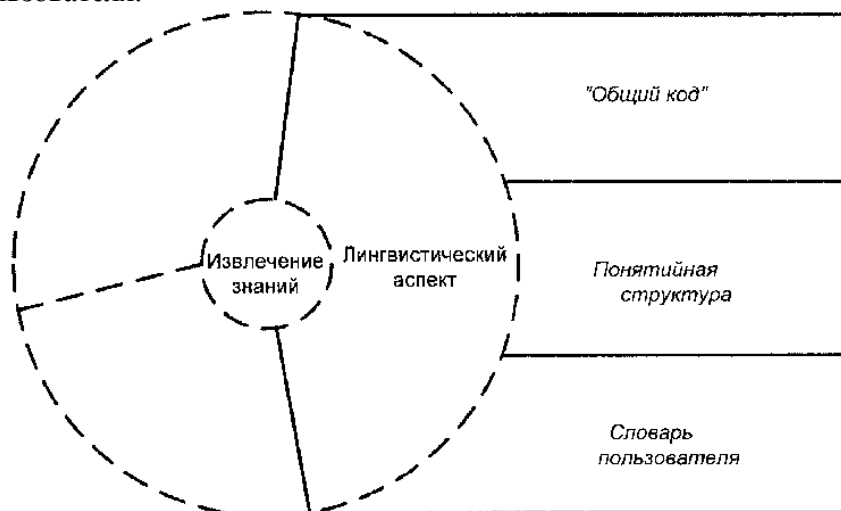 "Общий код"
Извлечение
знаний
Лингвистический
аспект
Понятийная
структура
Словарь
пользователя